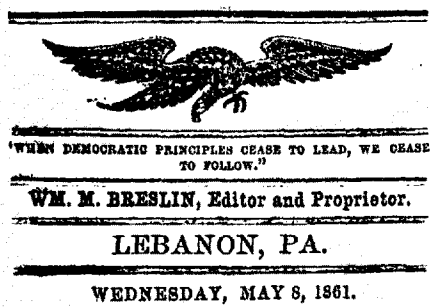 "WHEN DEMOCRATIC PRINCIPLES CEASE TO LEAD, WE CEASE
TO FOLLOW."
WM. M. BRESLIN, Editor and Proprietor.
LEBANON, PA.
WEDNESDAY, MAY 8, 1861.